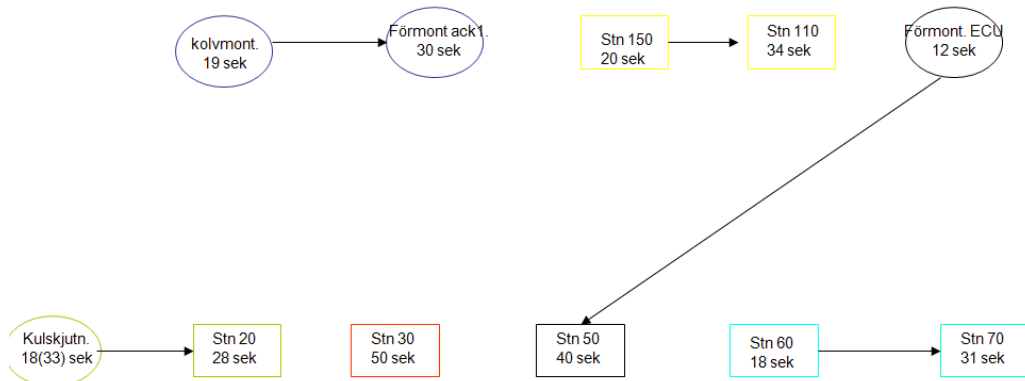 kolvmont.
19 sek
Förmont ack1.
30 sek
Stn 150
20 sek
Stn 110
34 sek
Förmont. ECU
12 sek
Kulskjutn.
18(33) sek
Stn 20
28 sek
Stn 30
50 sek
Stn 50
40 sek
Stn 60
18 sek
Stn 70
31 sek